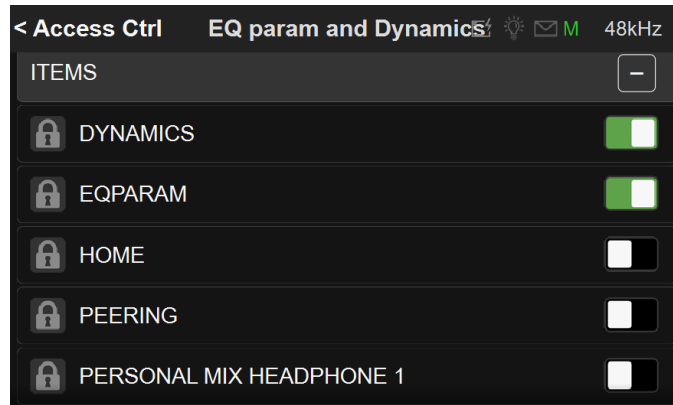 < Access Ctrl EQ param and Dynamics M 48kHz
ITEMS
DYNAMICS
EQPARAM
HOME
PEERING
PERSONAL MIX HEADPHONE 1